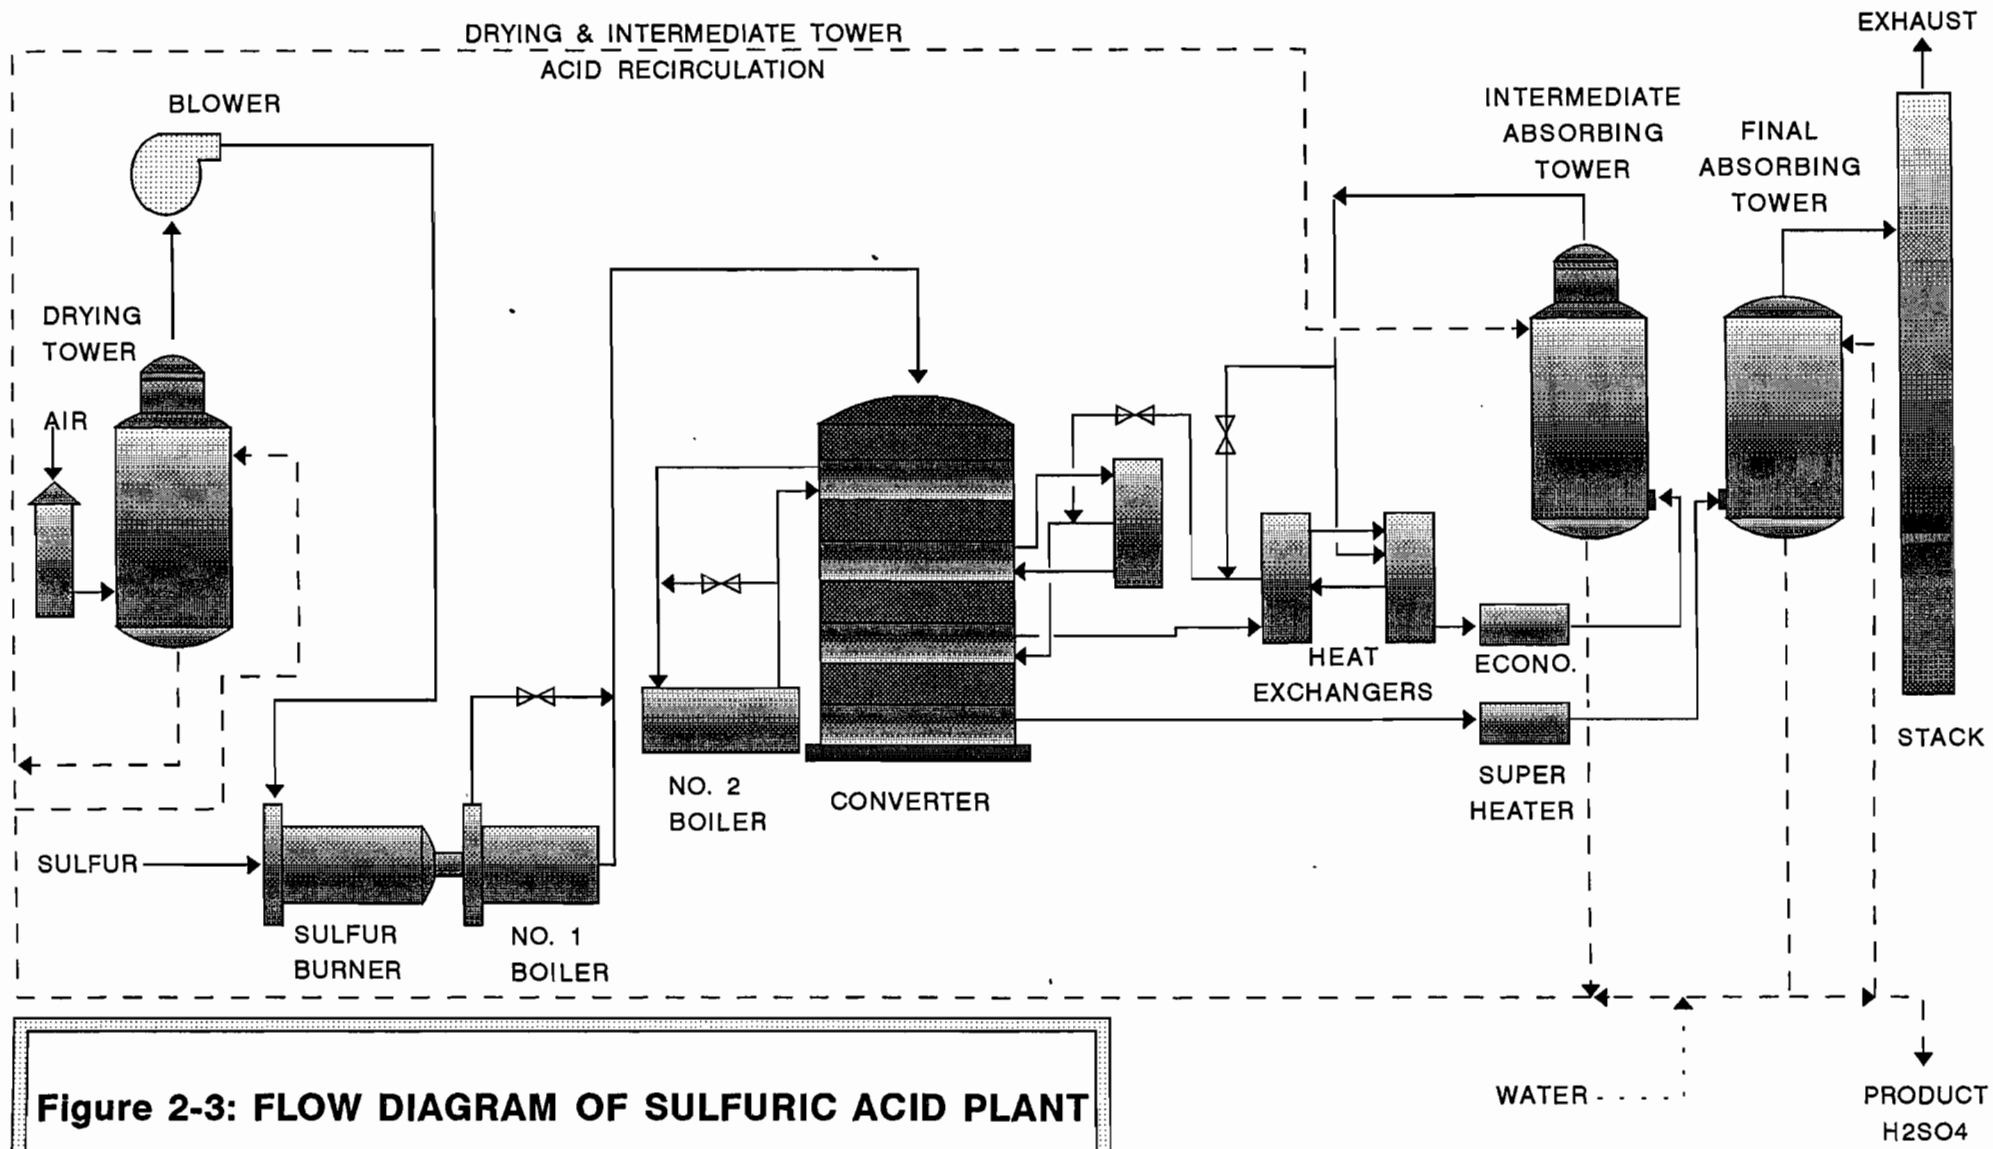 DRYING & INTERMEDIATE TOWER
ACID RECIRCULATION
EXHAUST
BLOWER
INTERMEDIATE
ABSORBING
TOWER
FINAL
ABSORBING
TOWER
DRYING
TOWER
AIR
HEAT
EXCHANGERS
ECONO.
STACK
SUPER
HEATER
NO. 2
BOILER
CONVERTER
SULFUR
SULFUR
BURNER
NO. 1
BOILER
WATER
PRODUCT
H2SO4
Figure 2-3: FLOW DIAGRAM OF SULFURIC ACID PLANT